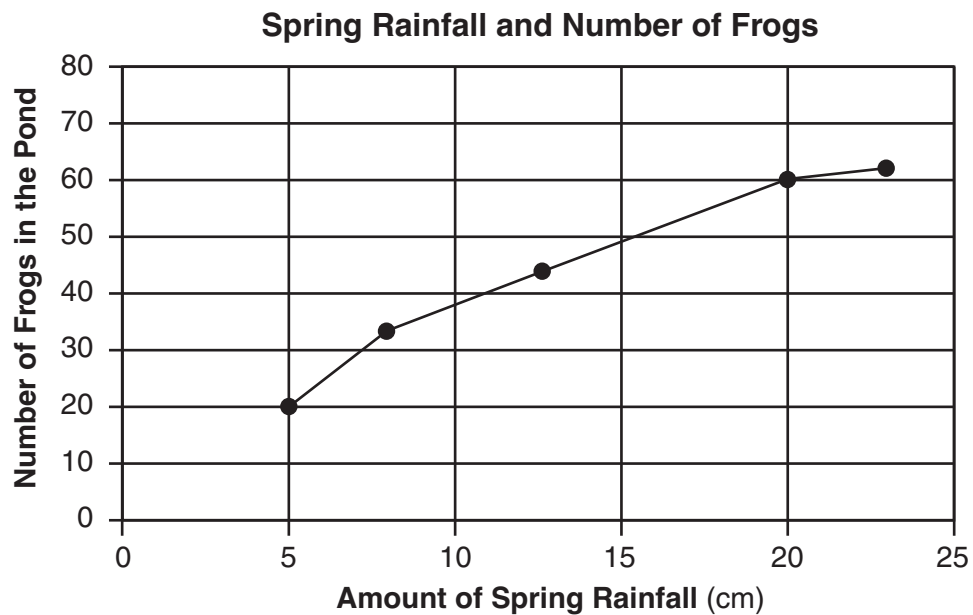 Spring Rainfall and Number of Frogs
Number of Frogs in the Pond
80
70
60
50
40
30
20
10
0
0 5 10 15 20 25
Amount of Spring Rainfall (cm)